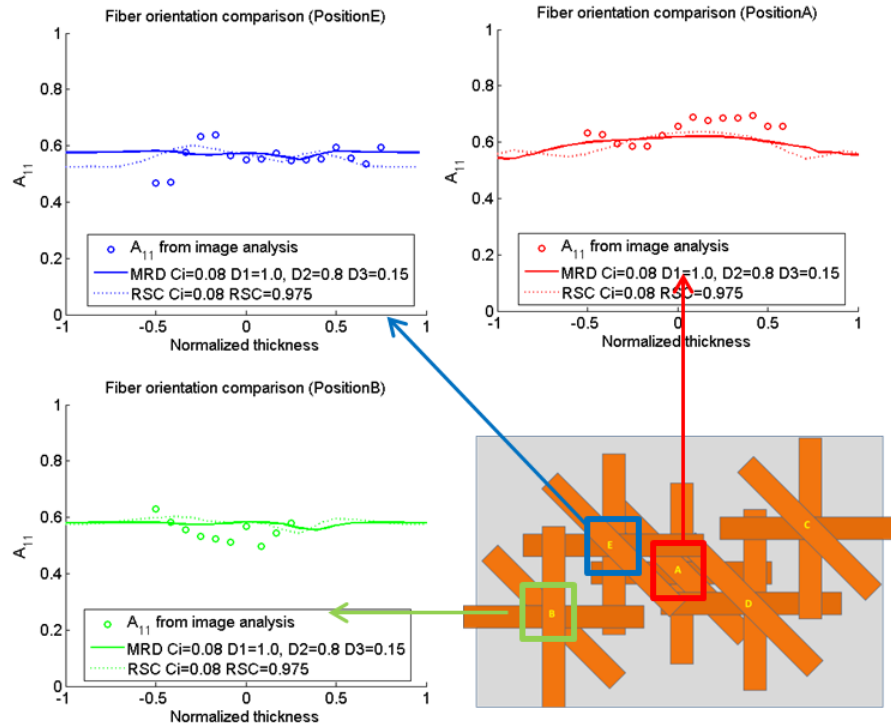 Fiber orientation comparison (PositionE)
1
0.8
0.6
0.4
0.2
0
A11
A11 from image analysis
MRD Ci=0.08 D1=1.0, D2=0.8 D3=0.15
RSC Ci=0.08 RSC=0.975
-1
-0.5
0
0.5
1
Normalized thickness
Fiber orientation comparison (PositionA)
1
0.8
0.6
0.4
0.2
0
A11
A11 from image analysis
MRD Ci=0.08 D1=1.0, D2=0.8 D3=0.15
RSC Ci=0.08 RSC=0.975
-1
-0.5
0
0.5
1
Normalized thickness
Fiber orientation comparison (PositionB)
1
0.8
0.6
0.4
0.2
0
A11
A11 from image analysis
MRD Ci=0.08 D1=1.0, D2=0.8 D3=0.15
RSC Ci=0.08 RSC=0.975
-1
-0.5
0
0.5
1
Normalized thickness
C
E
A
D
B